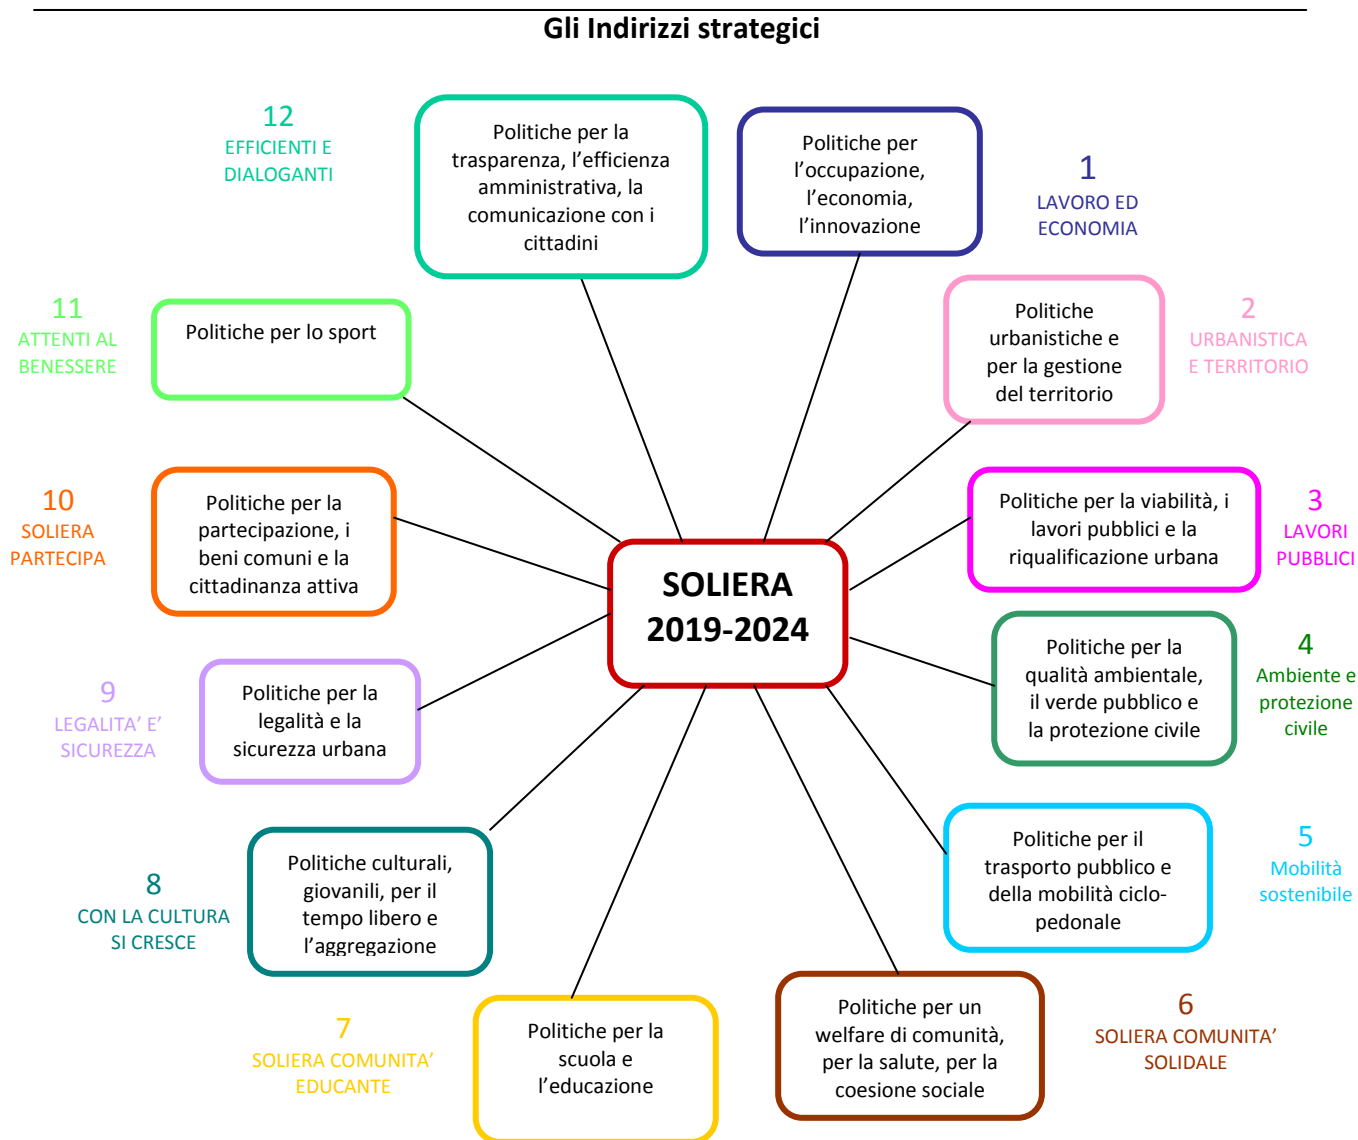 Gli Indirizzi strategici
12
EFFICIENTI E
DIALOGANTI
Politiche per la
trasparenza, l'efficienza
amministrativa, la
comunicazione con i
cittadini
Politiche per
l'occupazione,
l'economia,
l'innovazione
1
LAVORO ED
ECONOMIA
11
ATTENTI AL
BENESSERE
Politiche per lo sport
Politiche
urbanistiche e
per la gestione
del territorio
2
URBANISTICA
E TERRITORIO
10
SOLIERA
PARTECIPA
Politiche per la
partecipazione, i
beni comuni e la
cittadinanza attiva
SOLIERA
2019-2024
Politiche per la viabilità, i
lavori pubblici e la
riqualificazione urbana
3
LAVORI
PUBBLICI
9
LEGALITA' E'
SICUREZZA
Politiche per la
legalità e la
sicurezza urbana
Politiche per la
qualità ambientale,
il verde pubblico e
la protezione civile
4
Ambiente e
protezione
civile
8
CON LA CULTURA
SI CRESCE
Politiche culturali,
giovanili, per il
tempo libero e
l'aggregazione
Politiche per il
trasporto pubblico e
della mobilità ciclo-
pedonale
5
Mobilità
sostenibile
7
SOLIERA COMUNITA'
EDUCANTE
Politiche per la
scuola e
l'educazione
Politiche per un
welfare di comunità,
per la salute, per la
coesione sociale
6
SOLIERA COMUNITA'
SOLIDALE